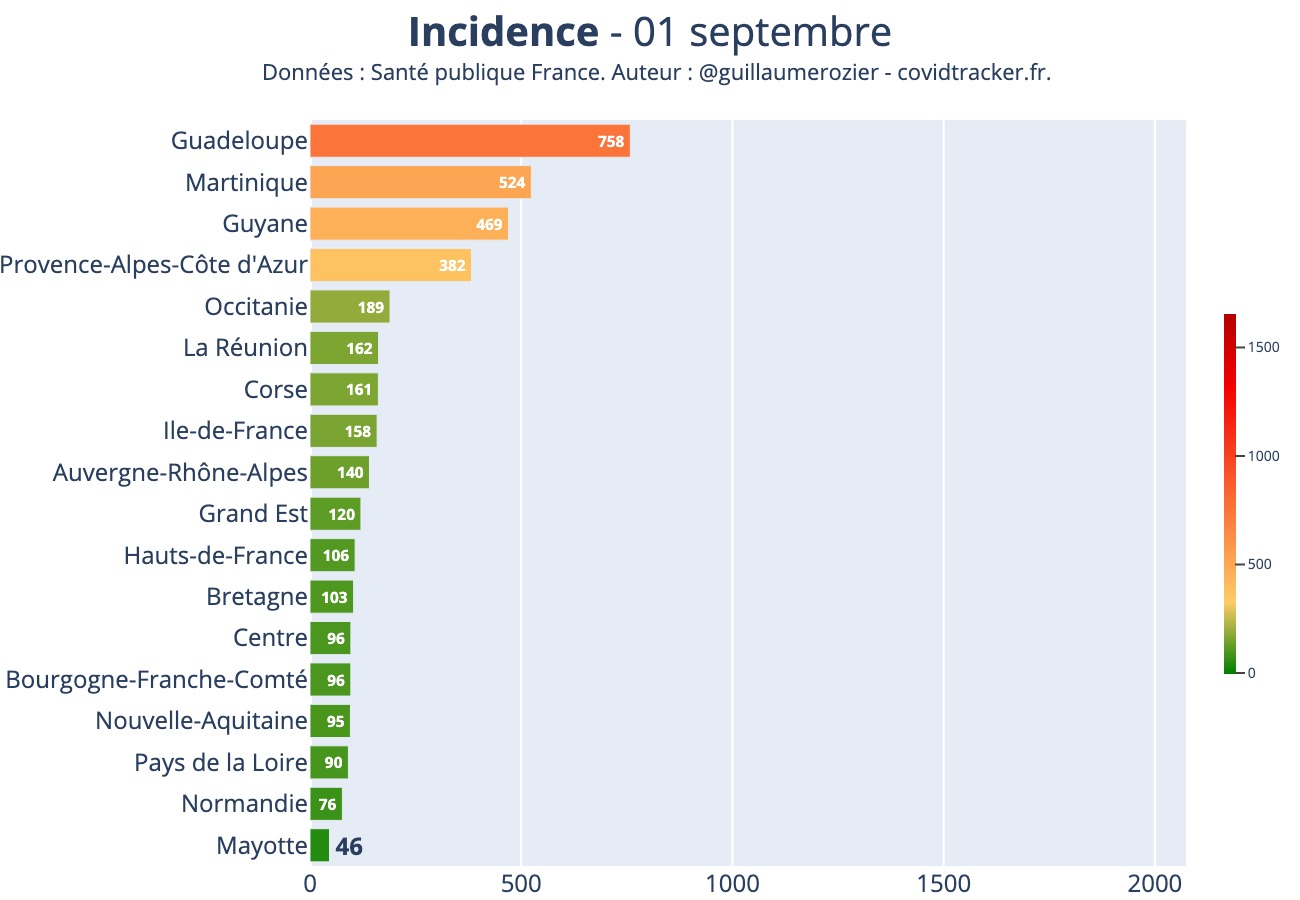 Incidence - 01 septembre
Données : Santé publique France. Auteur : @guillaumerozier - covidtracker.fr.
Guadeloupe 758
Martinique 524
Guyane 469
Provence-Alpes-Côte d'Azur 382
Occitanie 189
La Réunion 162
Corse 161
Ile-de-France 158
Auvergne-Rhône-Alpes 140
Grand Est 120
Hauts-de-France 106
Bretagne 103
Centre 96
Bourgogne-Franche-Comté 96
Nouvelle-Aquitaine 95
Pays de la Loire 90
Normandie 76
Mayotte 46
0 500 1000 1500 2000
1500
1000
500
0